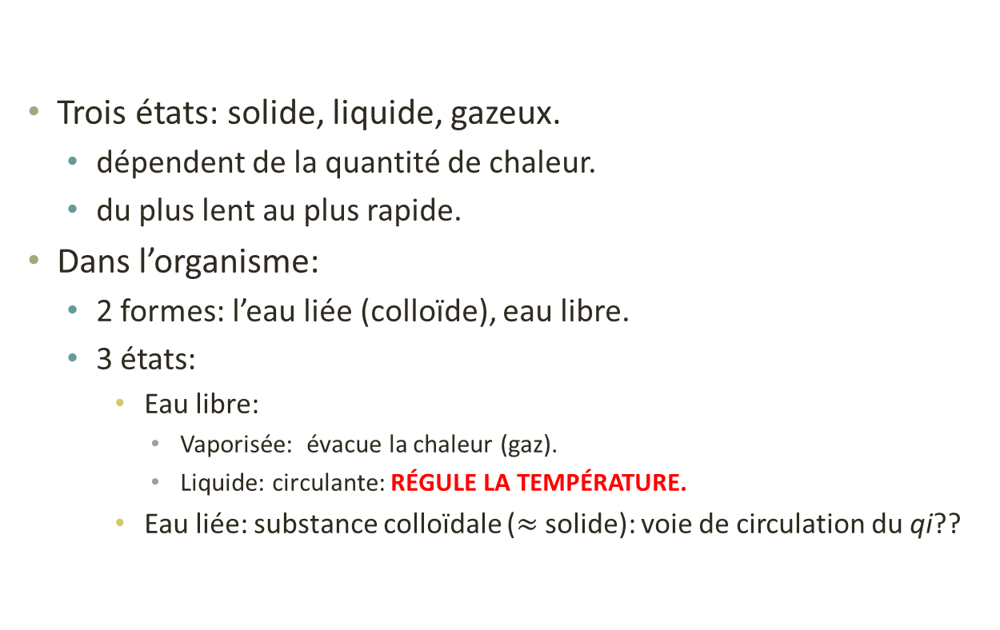 • Trois états: solide, liquide, gazeux.
• dépendent de la quantité de chaleur.
• du plus lent au plus rapide.
• Dans l’organisme:
• 2 formes: l’eau liée (colloïde), eau libre.
• 3 états:
• Eau libre:
• Vaporisée: évacue la chaleur (gaz).
• Liquide: circulante: RÉGULE LA TEMPÉRATURE.
• Eau liée: substance colloïdale (≈ solide): voie de circulation du qi??